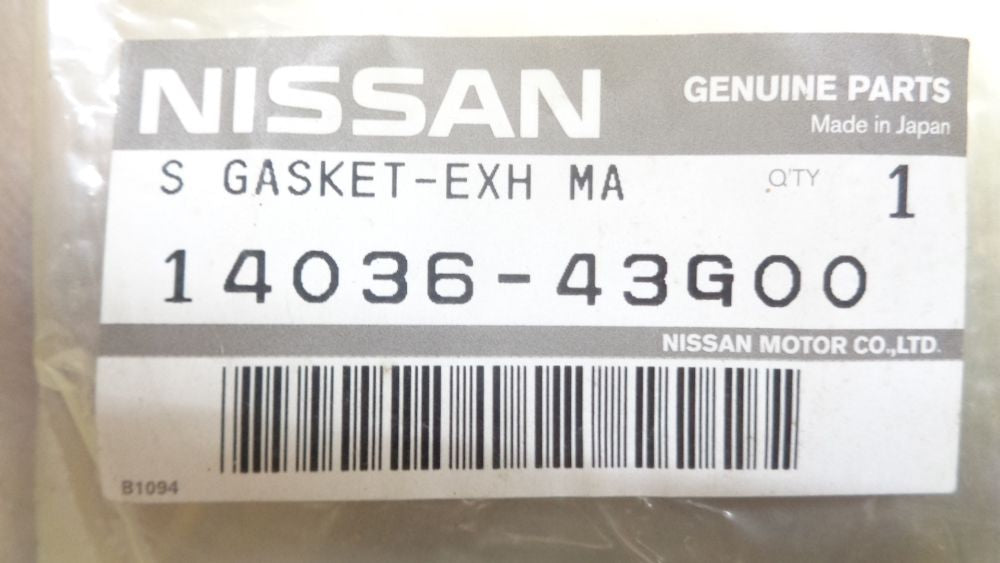 NISSAN
GENUINE PARTS
Made in Japan
S GASKET-EXH MA
Q'TY 1
14036-43G00
NISSAN MOTOR CO.,LTD.
B1094